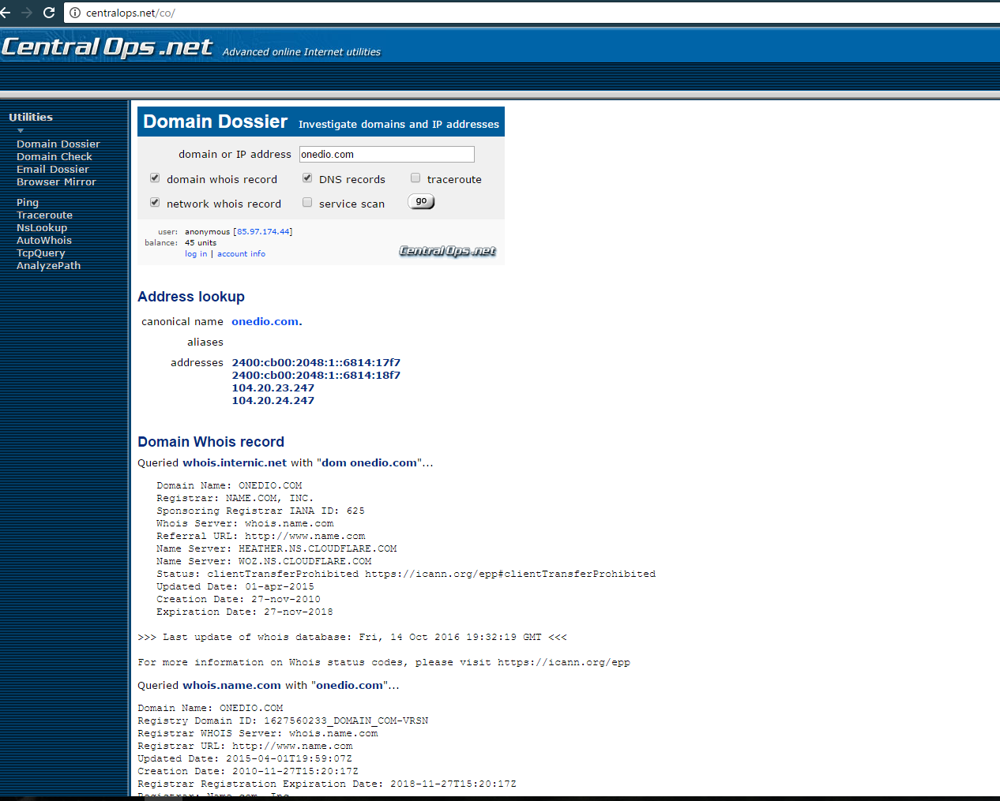 centralops.net/co/
CentralOps.net Advanced online Internet utilities
Utilities
Domain Dossier
Domain Check
Email Dossier
Browser Mirror
Ping
Traceroute
NsLookup
AutoWhois
TcpQuery
AnalyzePath
Domain Dossier Investigate domains and IP addresses
domain or IP address onedio.com
domain whois record DNS records traceroute
network whois record service scan go
user: anonymous [85.97.174.44]
balance: 45 units
log in | account info
CentralOps.net
Address lookup
canonical name onedio.com.
aliases
addresses 2400:cb00:2048:1::6814:17f7
2400:cb00:2048:1::6814:18f7
104.20.23.247
104.20.24.247
Domain Whois record
Queried whois.internic.net with "dom onedio.com"...
Domain Name: ONEDIO.COM
Registrar: NAME.COM, INC.
Sponsoring Registrar IANA ID: 625
Whois Server: whois.name.com
Referral URL: http://www.name.com
Name Server: HEATHER.NS.CLOUDFLARE.COM
Name Server: WOZ.NS.CLOUDFLARE.COM
Status: clientTransferProhibited https://icann.org/epp#clientTransferProhibited
Updated Date: 01-apr-2015
Creation Date: 27-nov-2010
Expiration Date: 27-nov-2018
>>> Last update of whois database: Fri, 14 Oct 2016 19:32:19 GMT <<<
For more information on Whois status codes, please visit https://icann.org/epp
Queried whois.name.com with "onedio.com"...
Domain Name: ONEDIO.COM
Registry Domain ID: 1627560233_DOMAIN_COM-VRSN
Registrar WHOIS Server: whois.name.com
Registrar URL: http://www.name.com
Updated Date: 2015-04-01T19:59:07Z
Creation Date: 2010-11-27T15:20:17Z
Registrar Registration Expiration Date: 2018-11-27T15:20:17Z
Registrar: Name.com, Inc.